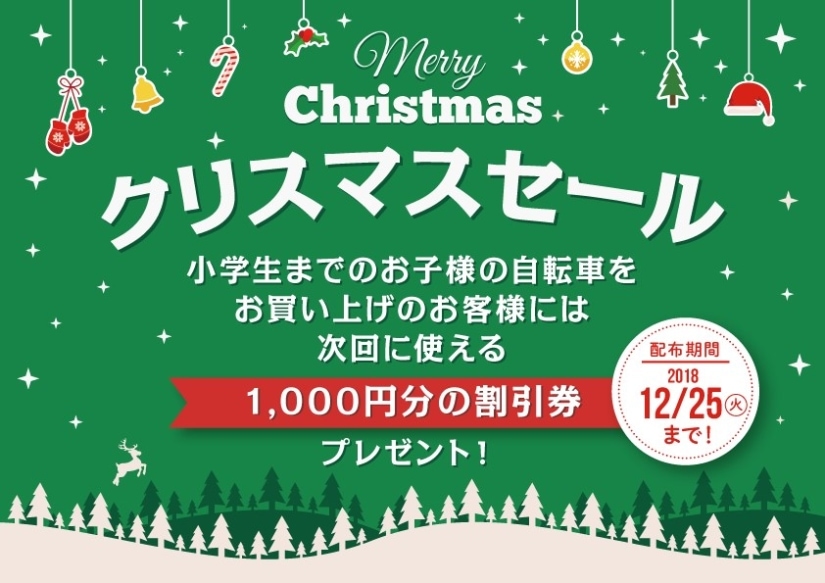 Merry
Christmas
クリスマスセール
小学生までのお子様の自転車を
お買い上げのお客様には
次回に使える
1,000円分の割引券
プレゼント!
配布期間
2018
12/25㊋
まで!